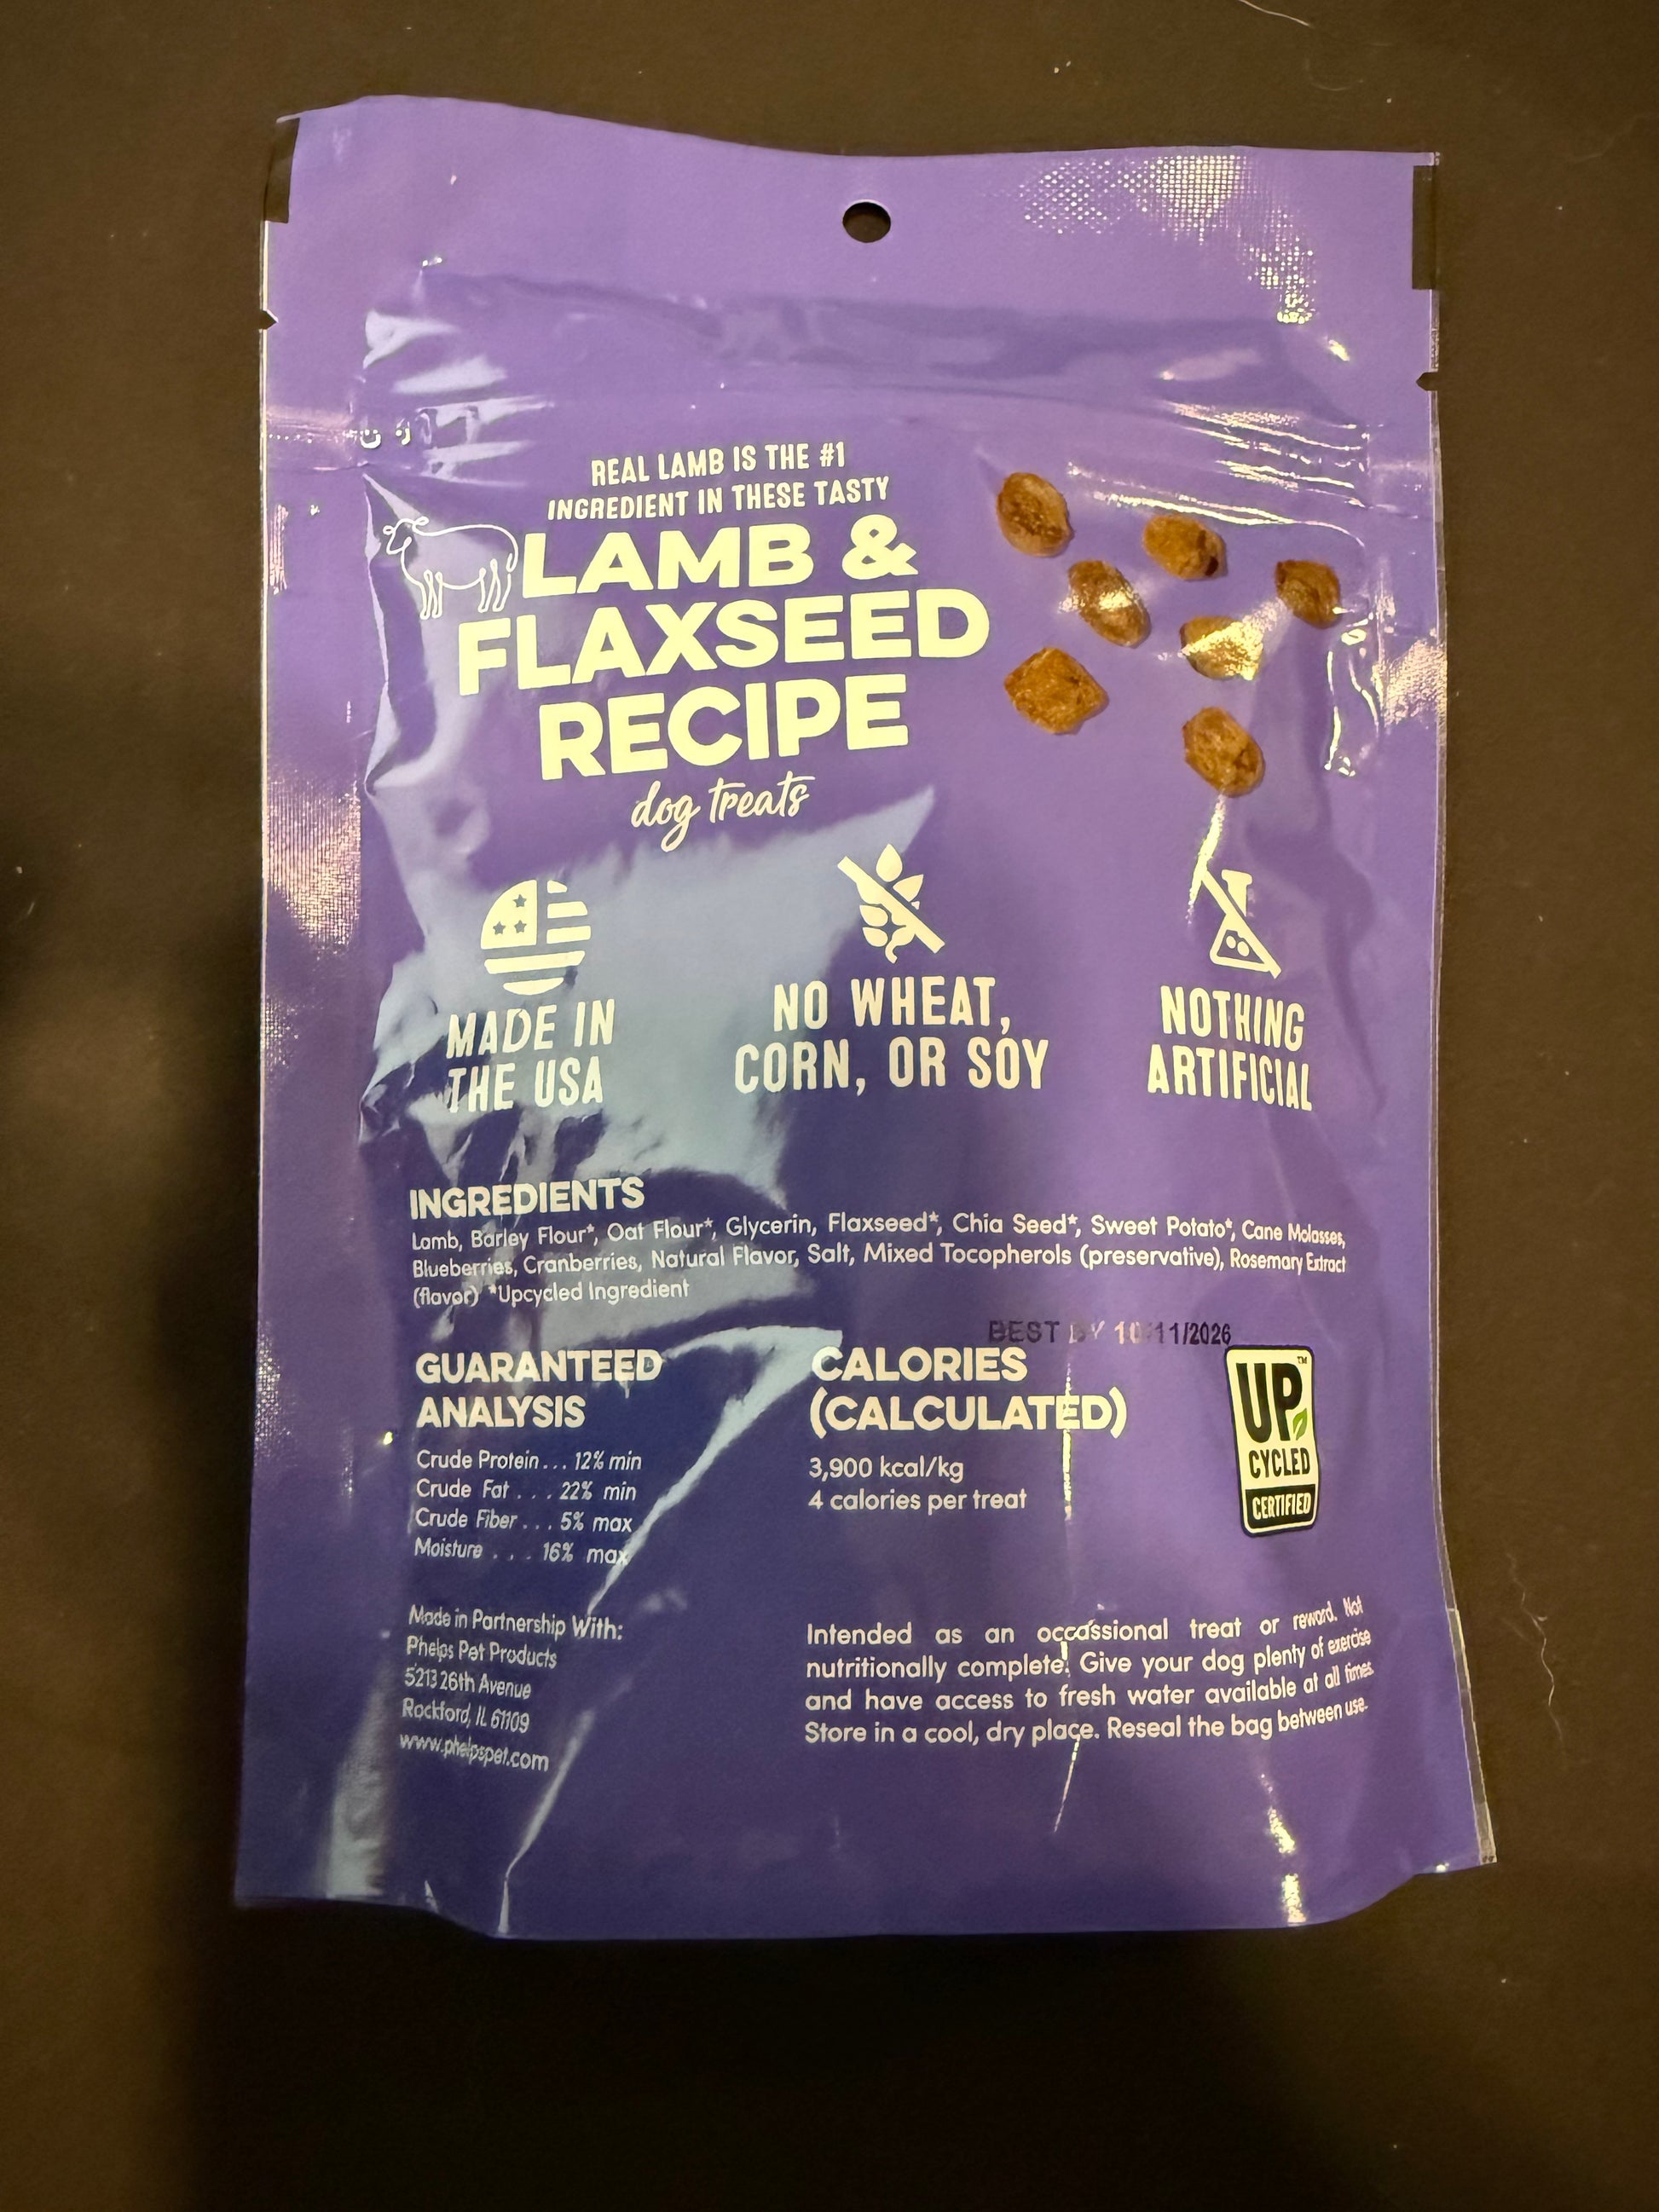 REAL LAMB IS THE #1
INGREDIENT IN THESE TASTY
LAMB &
FLAXSEED
RECIPE
dog treats
MADE IN
THE USA
NO WHEAT,
CORN, OR SOY
NOTHING
ARTIFICIAL
INGREDIENTS
Lamb, Barley Flour*, Oat Flour*, Glycerin, Flaxseed*, Chia Seed*, Sweet Potato*, Cane Molasses,
Blueberries, Cranberries, Natural Flavor, Salt, Mixed Tocopherols (preservative), Rosemary Extract
(flavor) *Upcycled Ingredient
BEST BY 10/11/2026
GUARANTEED
ANALYSIS
Crude Protein . . . 12% min
Crude Fat . . . 22% min
Crude Fiber . . . 5% max
Moisture . . . 16% max
CALORIES
(CALCULATED)
3,900 kcal/kg
4 calories per treat
UP™
CYCLED
CERTIFIED
Made in Partnership With:
Phelps Pet Products
5213 26th Avenue
Rockford, IL 61109
www.phelpspet.com
Intended as an occassional treat or reward. Not
nutritionally complete! Give your dog plenty of exercise
and have access to fresh water available at all times.
Store in a cool, dry place. Reseal the bag between use.